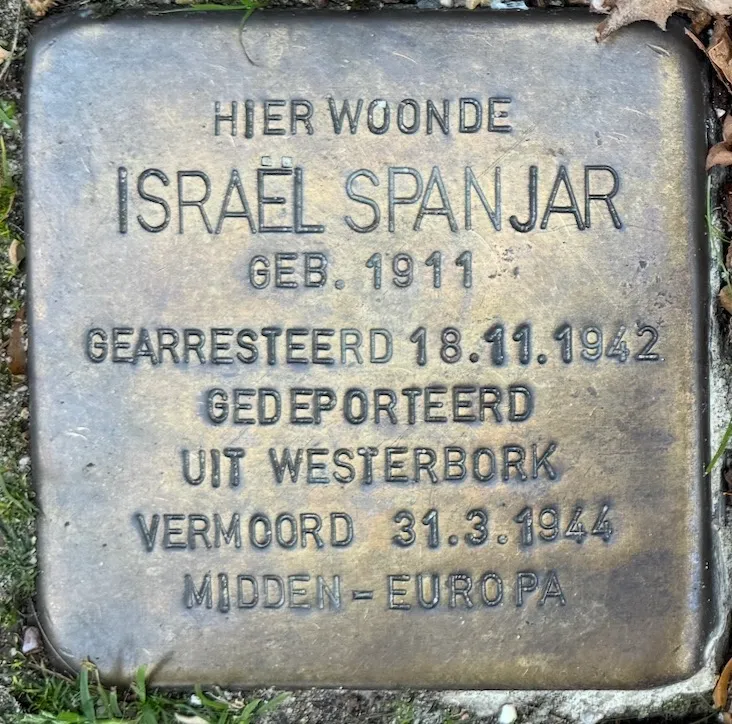 HIER WOONDE
ISRAËL SPANJAR
GEB. 1911
GEARRESTEERD 18.11.1942
GEDEPORTEERD
UIT WESTERBORK
VERMOORD 31.3.1944
MIDDEN-EUROPA